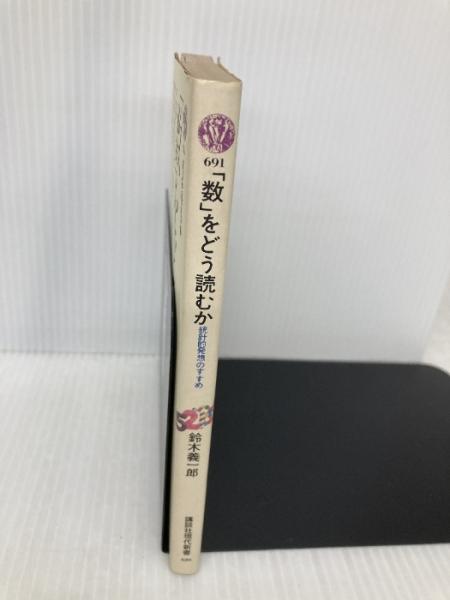 691
「数」をどう読むか
統計的発想のすすめ
鈴木義一郎
講談社現代新書